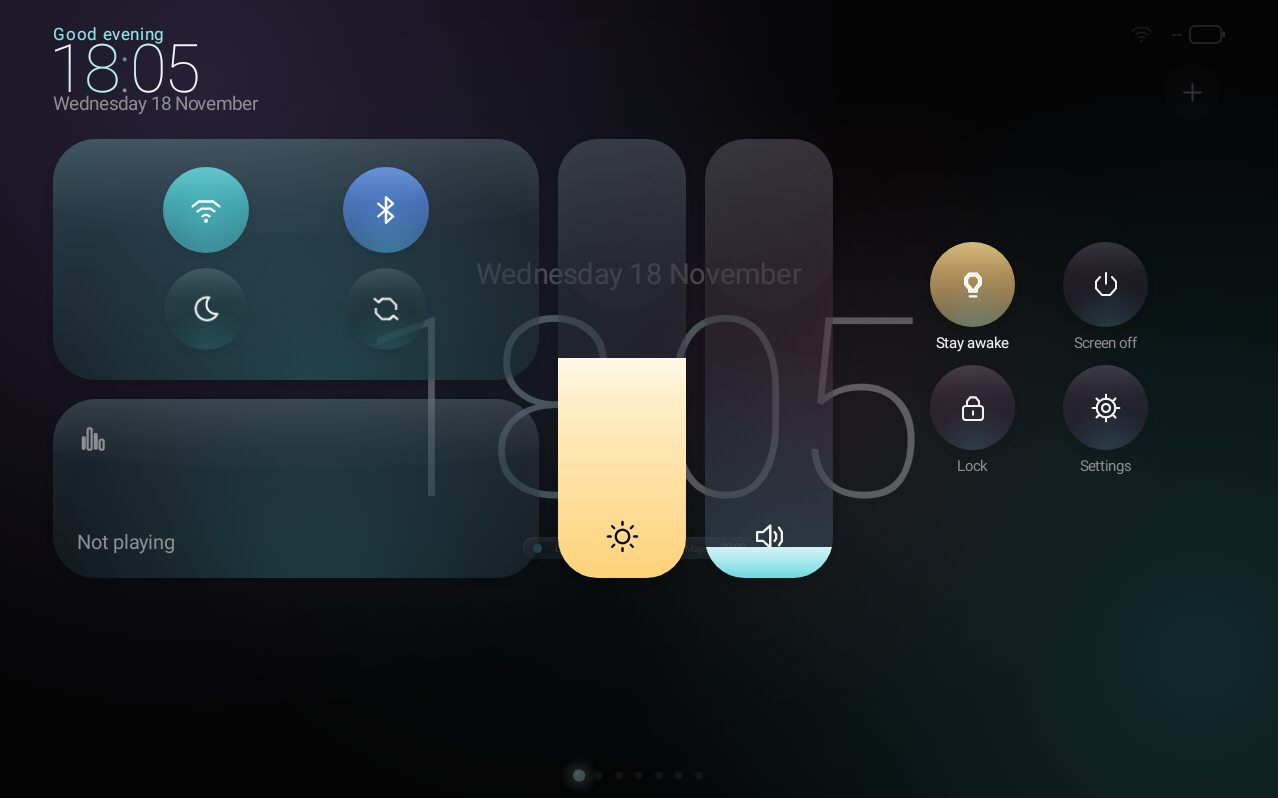 Good evening
18:05
Wednesday 18 November
Wednesday 18 November
18:05
Stay awake
Screen off
Lock
Settings
Not playing